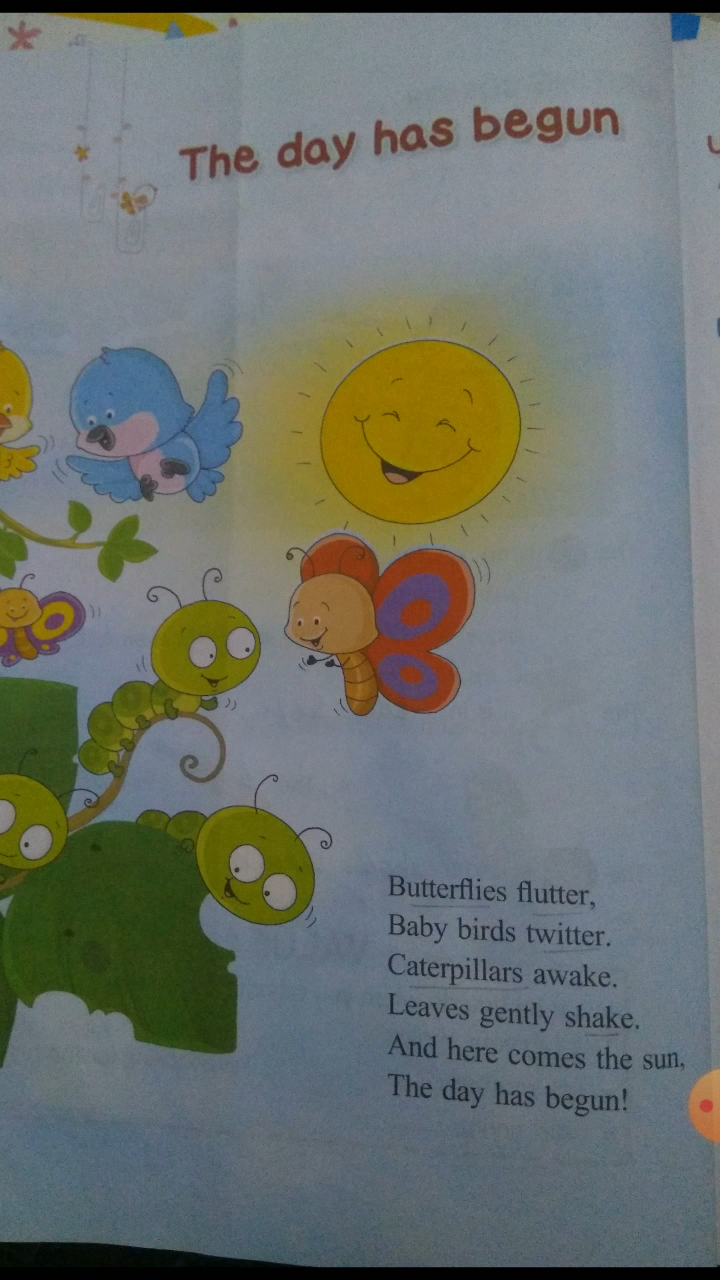 The day has begun
Butterflies flutter,
Baby birds twitter.
Caterpillars awake.
Leaves gently shake.
And here comes the sun,
The day has begun!